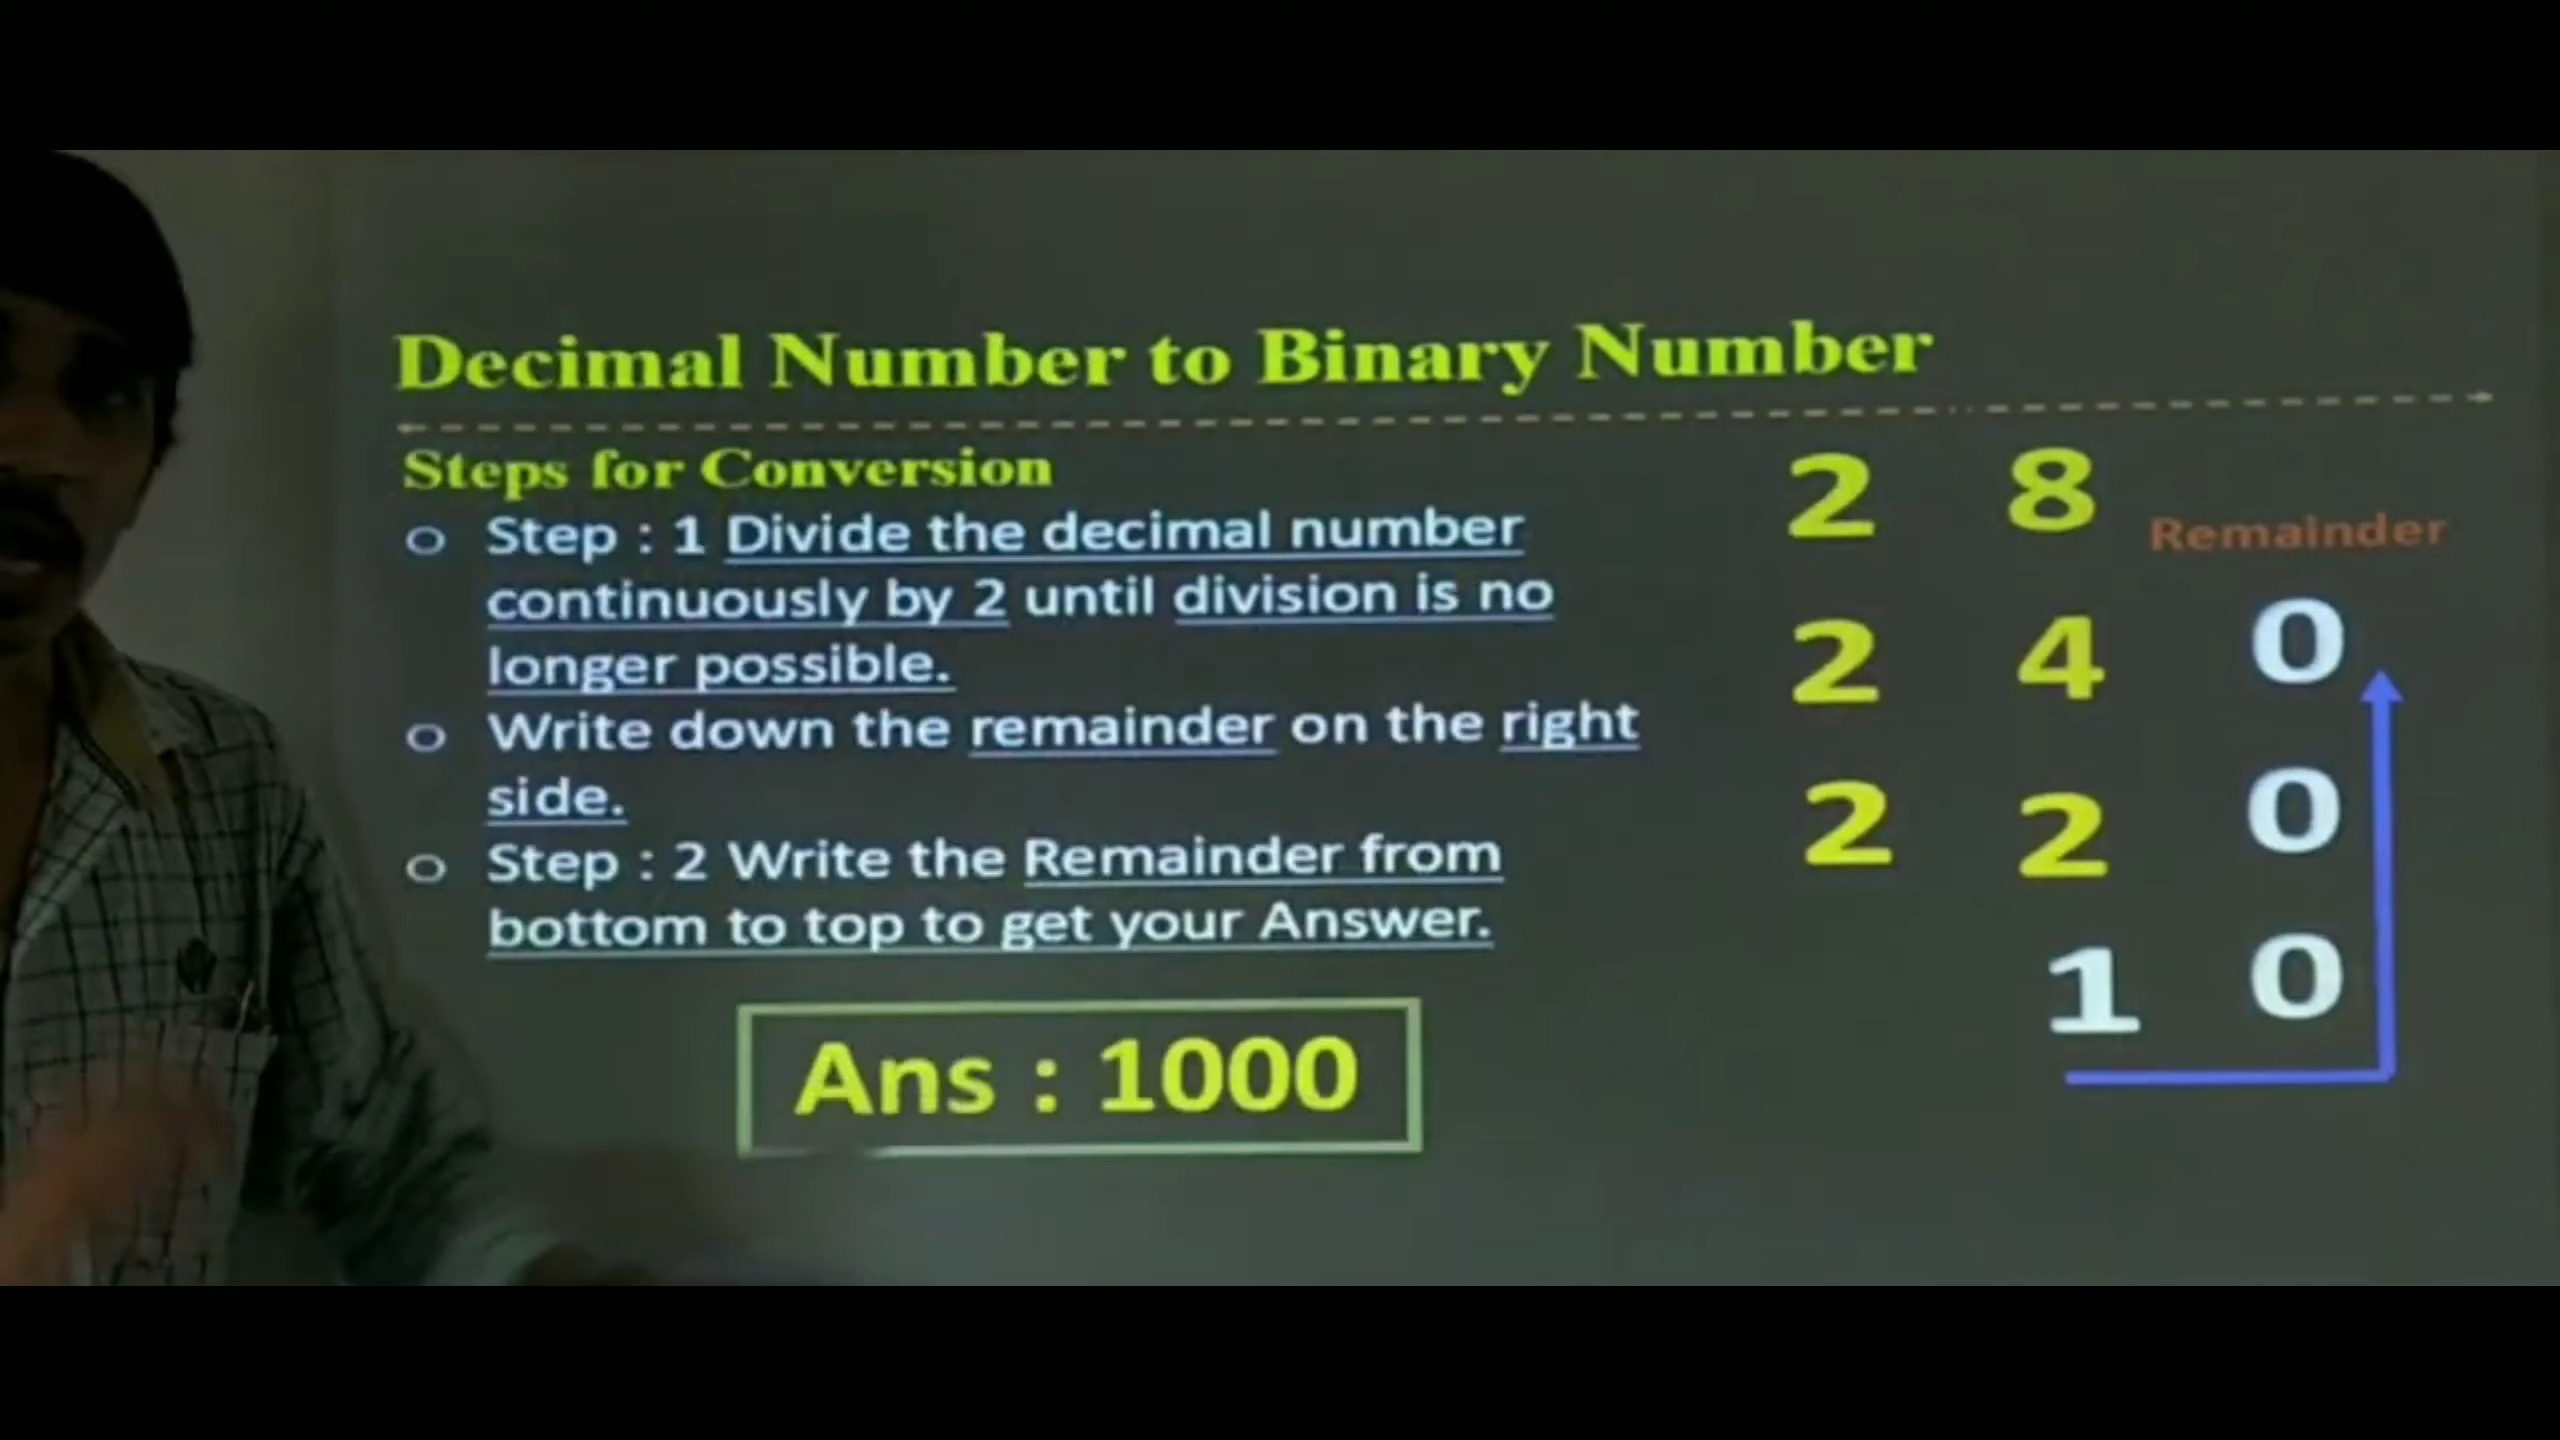 Decimal Number to Binary Number
Steps for Conversion
o Step : 1 Divide the decimal number
continuously by 2 until division is no
longer possible.
o Write down the remainder on the right
side.
o Step : 2 Write the Remainder from
bottom to top to get your Answer.
Ans : 1000
2 8
Remainder
2 4 0
2 2 0
1 0